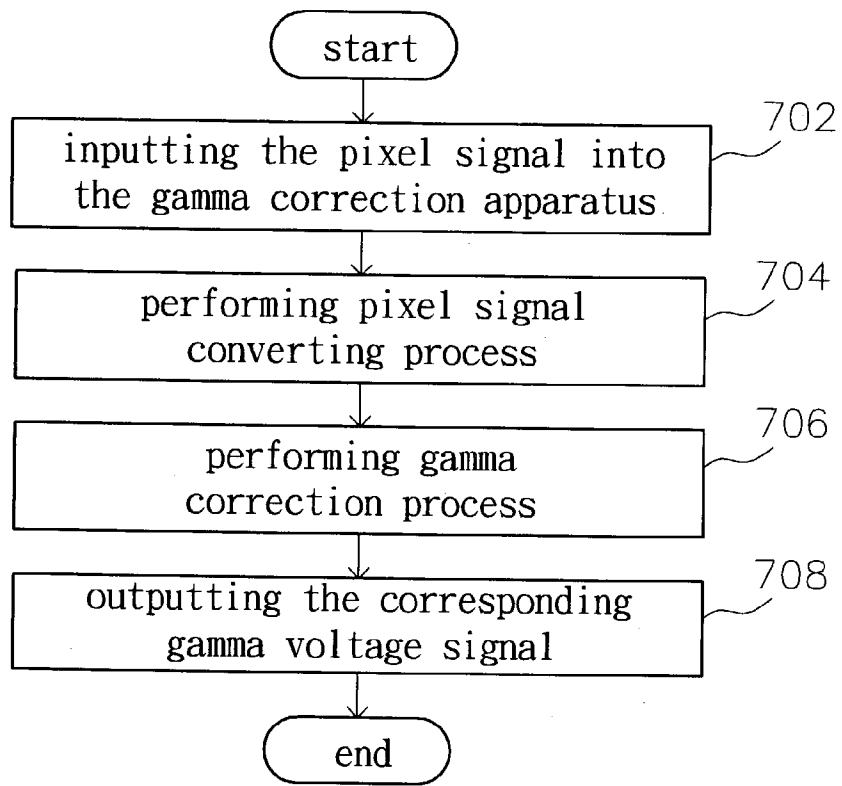 start
702
inputting the pixel signal into
the gamma correction apparatus
704
performing pixel signal
converting process
706
performing gamma
correction process
708
outputting the corresponding
gamma voltage signal
end